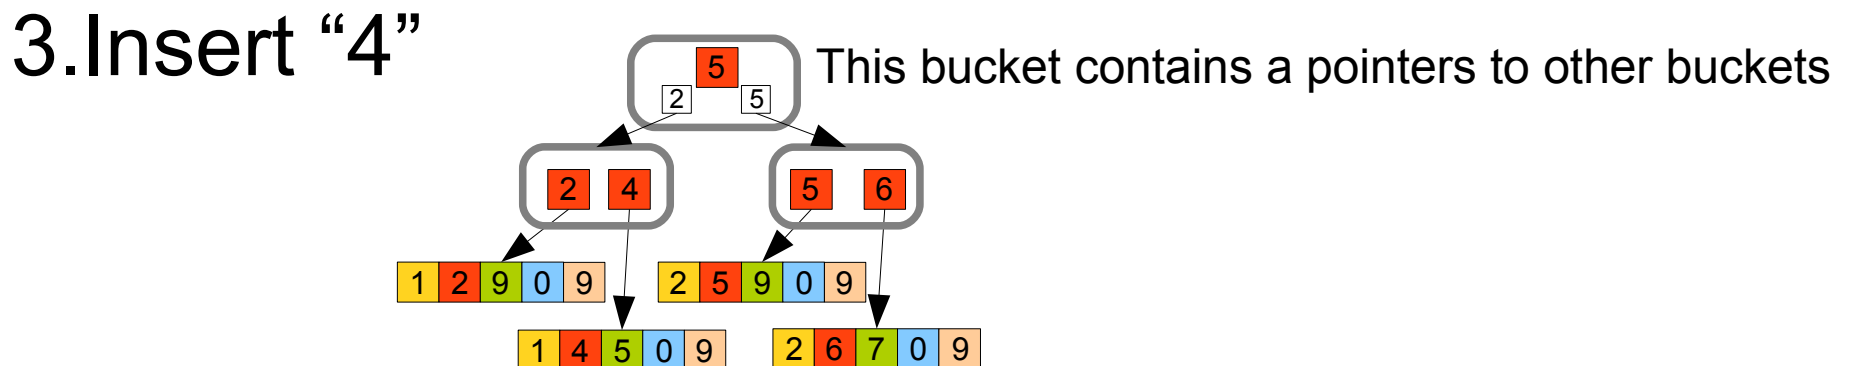 3.Insert “4”
5
2 5
This bucket contains a pointers to other buckets
2 4
5 6
1 2 9 0 9
2 5 9 0 9
1 4 5 0 9
2 6 7 0 9